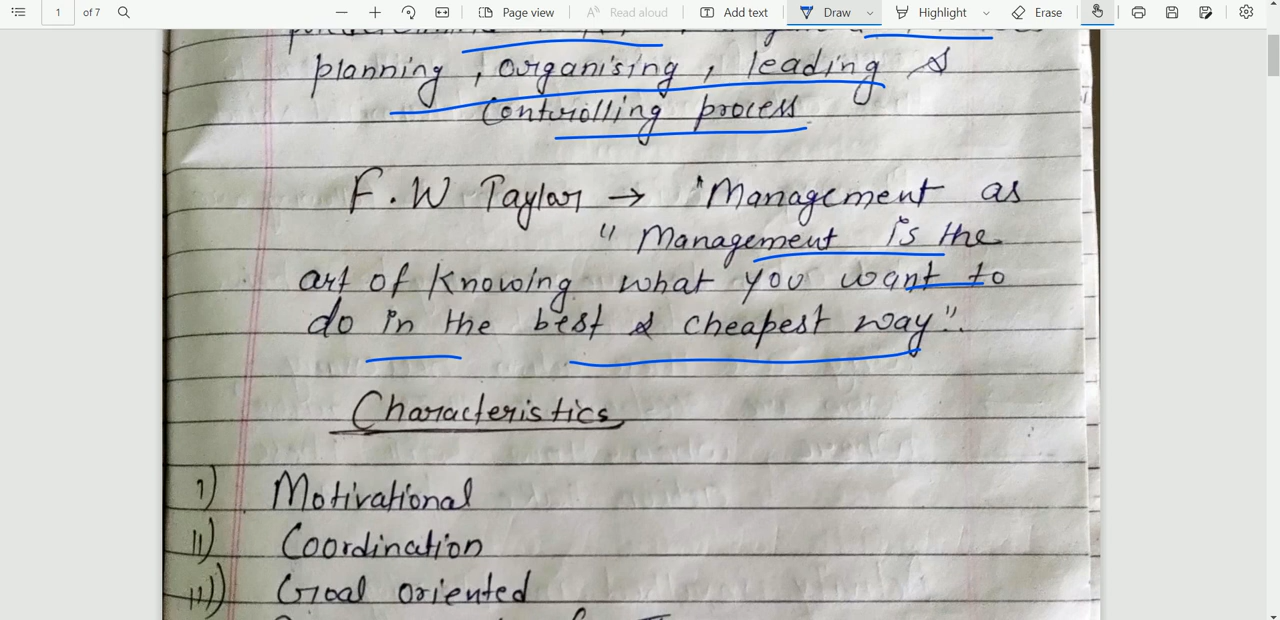 1 of 7 Page view Read aloud Add text Draw Highlight Erase
planning , organising , leading &
Controlling process
F.W Taylor → "Management as
" Management is the
art of Knowing what you want to
do in the best & cheapest way".
Characteristics
i) Motivational
ii) Coordination
iii) Goal oriented